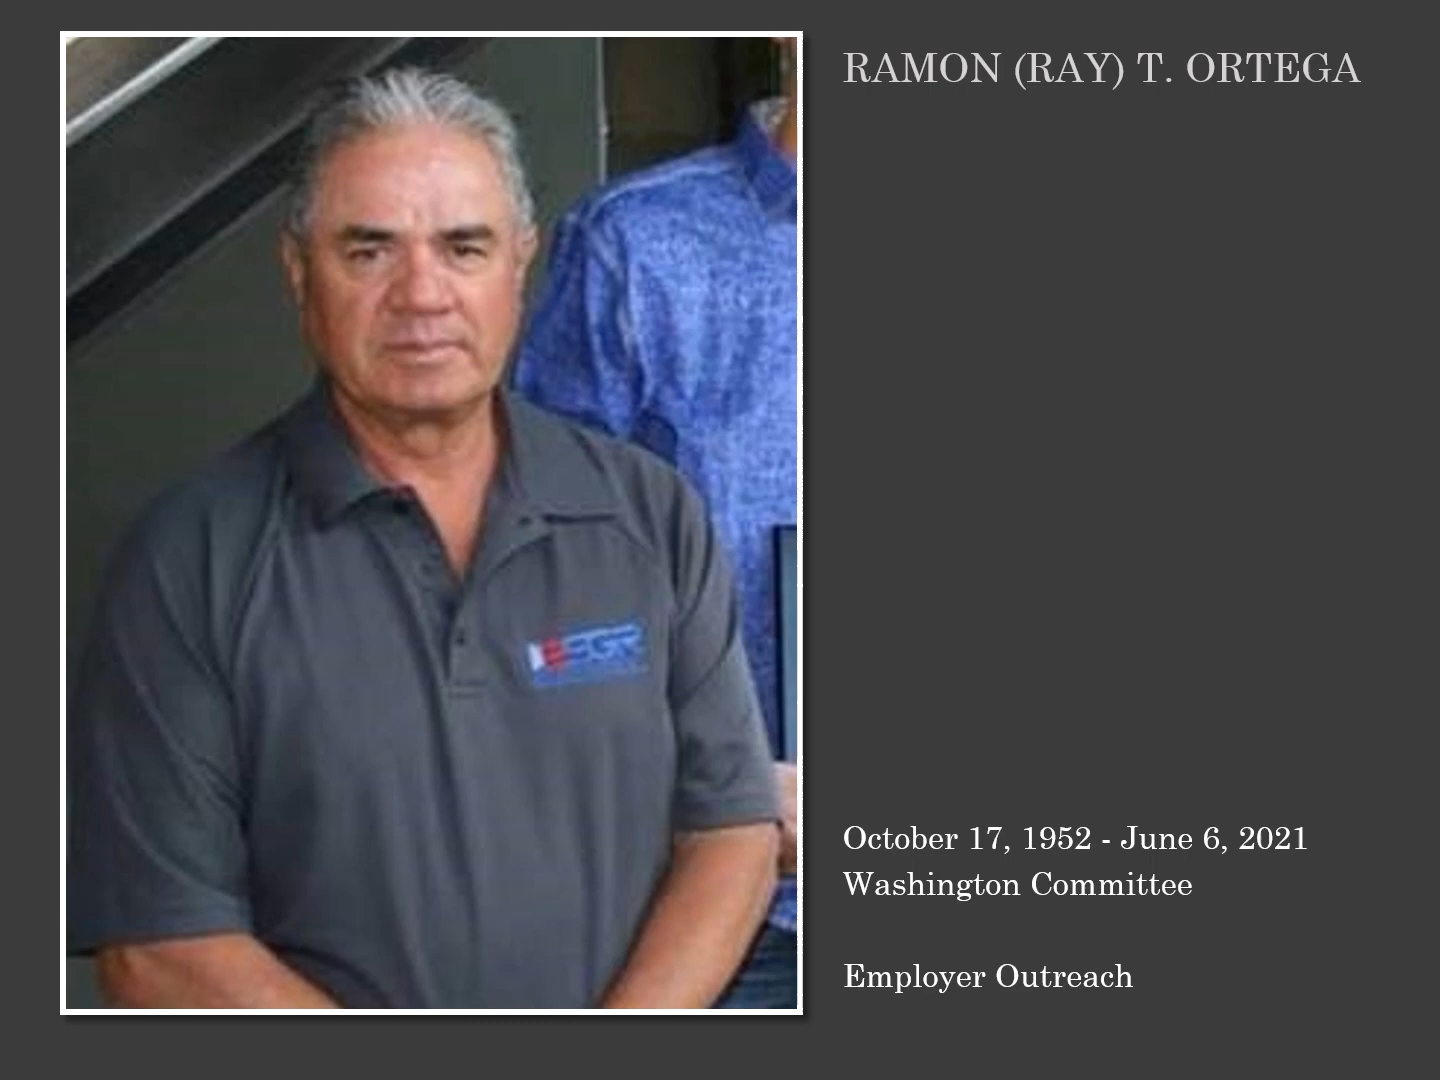 RAMON (RAY) T. ORTEGA
ESGR
October 17, 1952 - June 6, 2021
Washington Committee
Employer Outreach